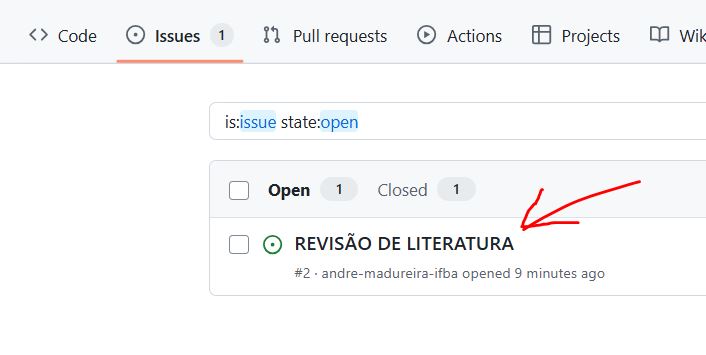 Code Issues 1 Pull requests Actions Projects Wik
is:issue state:open
Open 1 Closed 1
REVISÃO DE LITERATURA
#2 · andre-madureira-ifba opened 9 minutes ago